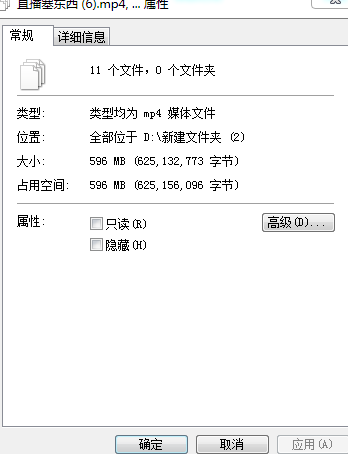 直播塞东西 (6).mp4, ... 属性
常规 详细信息
11 个文件，0 个文件夹
类型: 类型均为 mp4 媒体文件
位置: 全部位于 D:\新建文件夹 (2)
大小: 596 MB (625,132,773 字节)
占用空间: 596 MB (625,156,096 字节)
属性: 只读(R) 高级(D)...
隐藏(H)
确定 取消 应用(A)